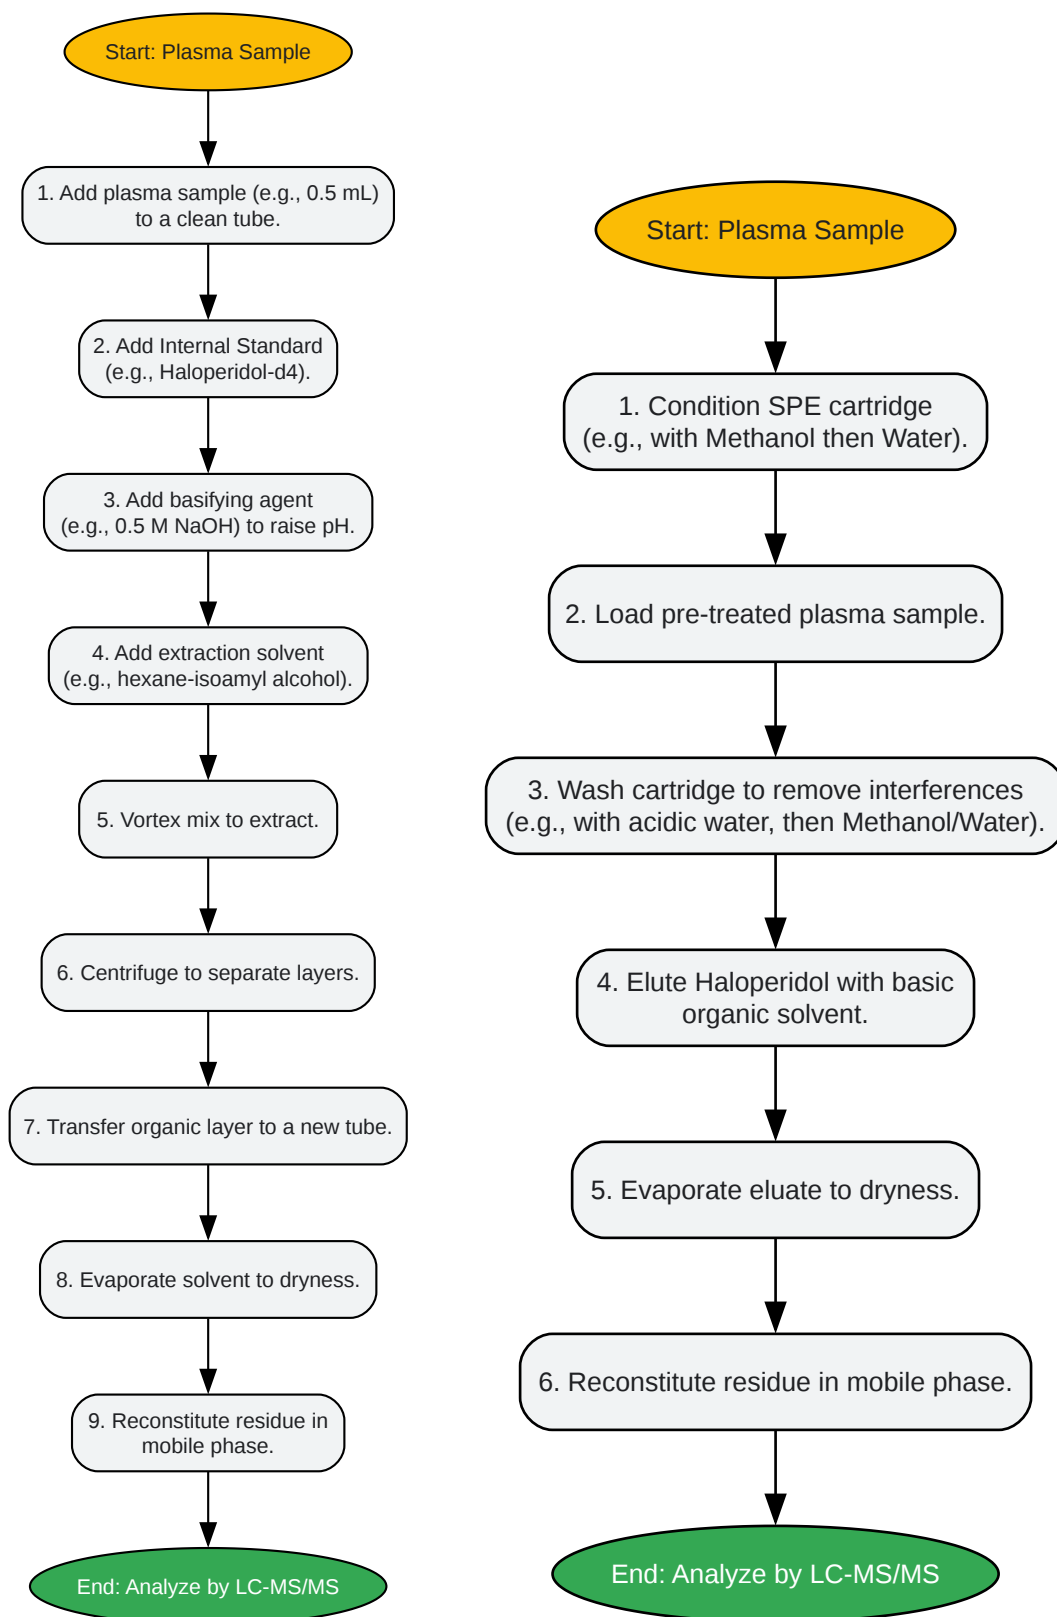 Start: Plasma Sample
1. Add plasma sample (e.g., 0.5 mL)
to a clean tube.
2. Add Internal Standard
(e.g., Haloperidol-d4).
3. Add basifying agent
(e.g., 0.5 M NaOH) to raise pH.
4. Add extraction solvent
(e.g., hexane-isoamyl alcohol).
5. Vortex mix to extract.
6. Centrifuge to separate layers.
7. Transfer organic layer to a new tube.
8. Evaporate solvent to dryness.
9. Reconstitute residue in
mobile phase.
End: Analyze by LC-MS/MS
Start: Plasma Sample
1. Condition SPE cartridge
(e.g., with Methanol then Water).
2. Load pre-treated plasma sample.
3. Wash cartridge to remove interferences
(e.g., with acidic water, then Methanol/Water).
4. Elute Haloperidol with basic
organic solvent.
5. Evaporate eluate to dryness.
6. Reconstitute residue in mobile phase.
End: Analyze by LC-MS/MS